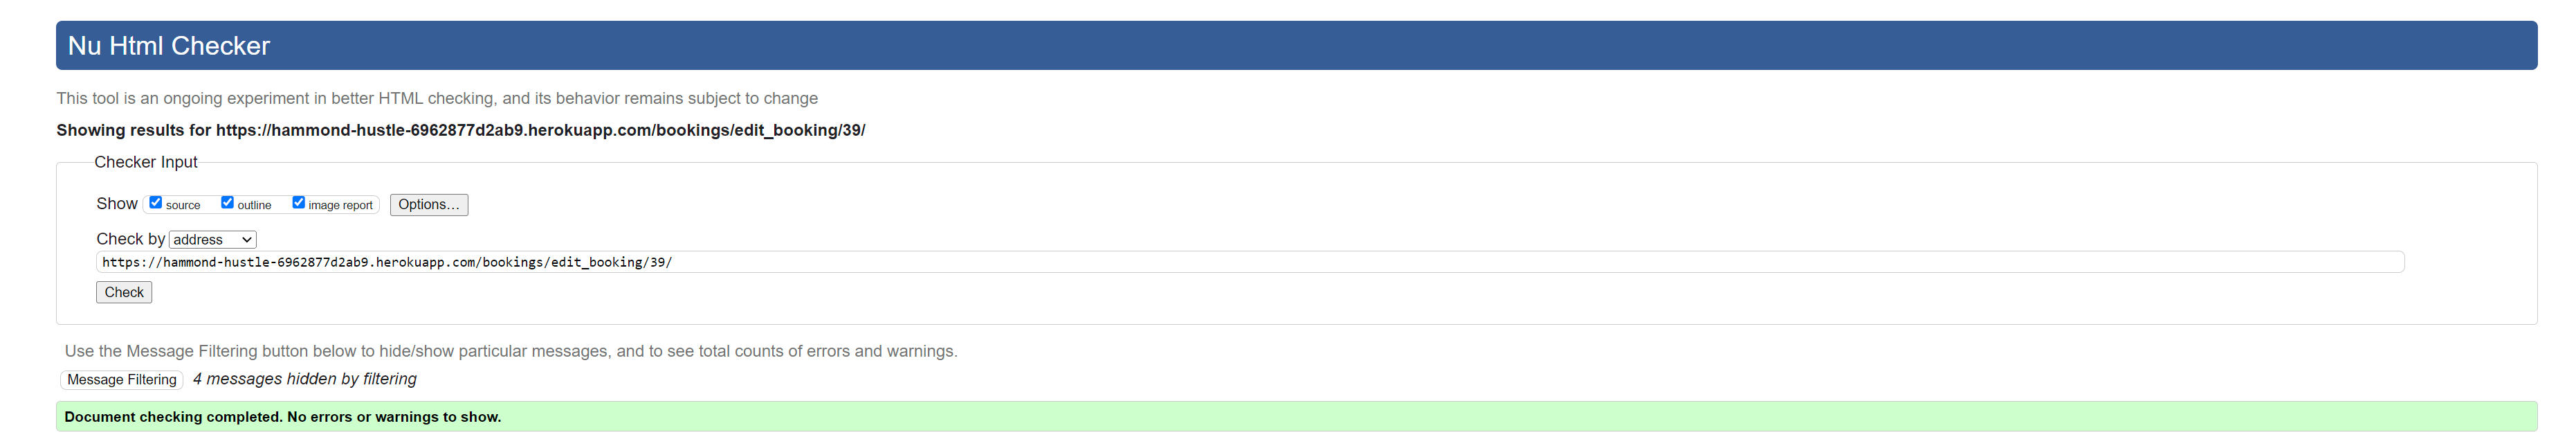 Nu Html Checker
This tool is an ongoing experiment in better HTML checking, and its behavior remains subject to change
Showing results for https://hammond-hustle-6962877d2ab9.herokuapp.com/bookings/edit_booking/39/
Checker Input
Show source outline image report Options...
Check by address
https://hammond-hustle-6962877d2ab9.herokuapp.com/bookings/edit_booking/39/
Check
Use the Message Filtering button below to hide/show particular messages, and to see total counts of errors and warnings.
Message Filtering 4 messages hidden by filtering
Document checking completed. No errors or warnings to show.